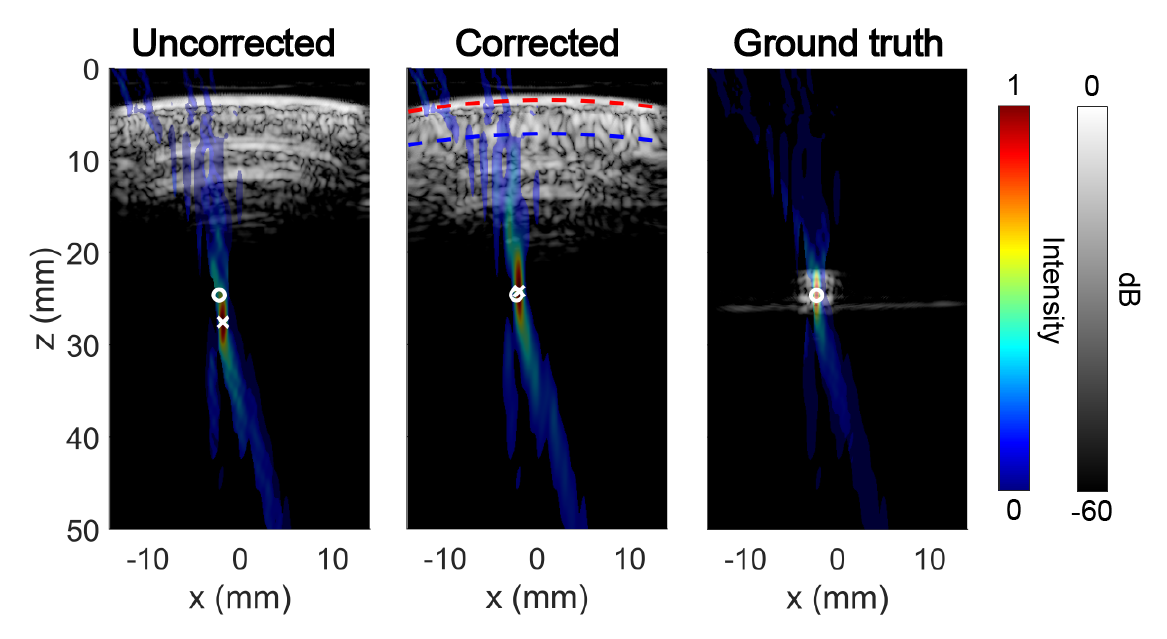 Uncorrected Corrected Ground truth
0
10
20
30
40
50
z (mm)
-10 0 10
-10 0 10
-10 0 10
x (mm) x (mm) x (mm)
1
0
Intensity
0
-60
dB